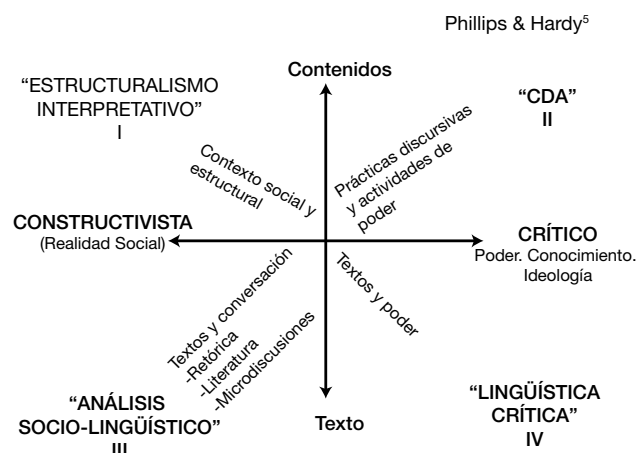 Phillips & Hardy5
Contenidos
“ESTRUCTURALISMO
INTERPRETATIVO”
I
“CDA”
II
Contexto social y
estructural
Prácticas discursivas
y actividades de
poder
CONSTRUCTIVISTA
(Realidad Social)
CRÍTICO
Poder. Conocimiento.
Ideología
Textos y conversación
-Retórica
-Literatura
-Microdiscusiones
Textos y poder
“ANÁLISIS
SOCIO-LINGÜÍSTICO”
III
Texto
“LINGÜÍSTICA
CRÍTICA”
IV